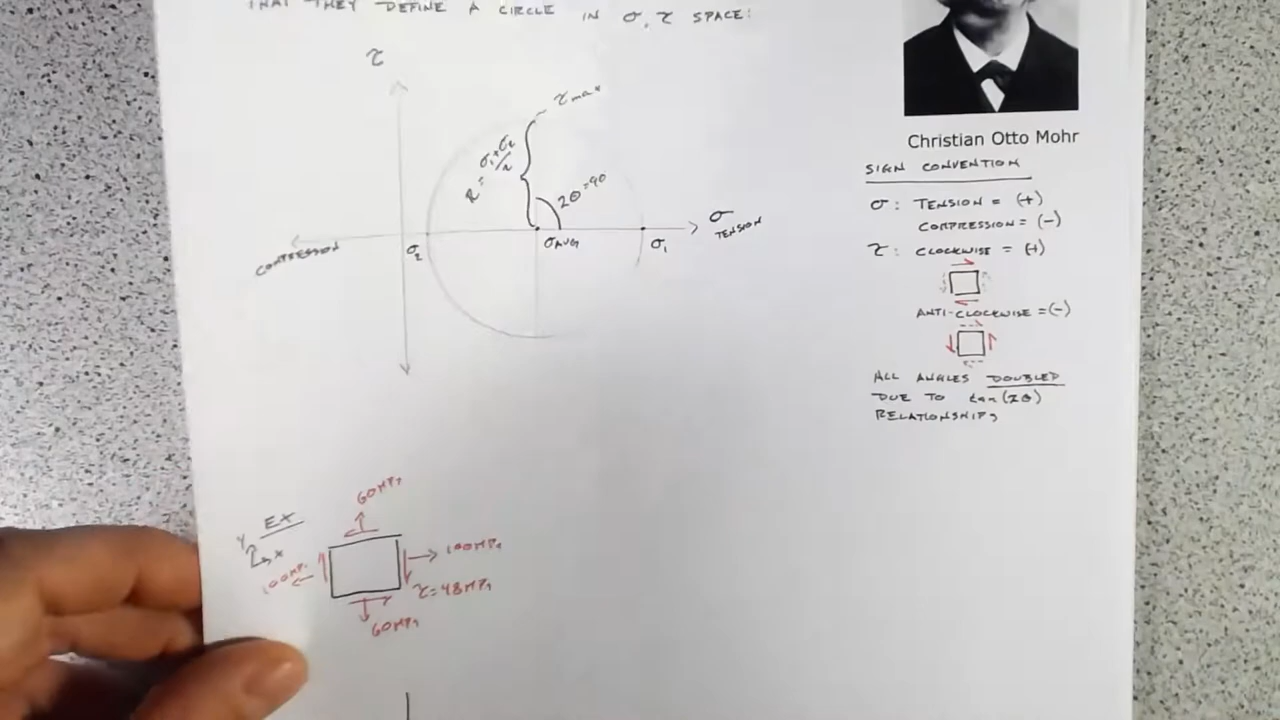 THAT THEY DEFINE A CIRCLE IN σ, τ SPACE:
τ
τmax
R = σ1+σ2/2
2θ=90
σ
TENSION
COMPRESSION
σ2
σAVG
σ1
Christian Otto Mohr
SIGN CONVENTION
σ: TENSION = (+)
COMPRESSION = (-)
τ: CLOCKWISE = (+)
ANTI-CLOCKWISE = (-)
ALL ANGLES DOUBLED
DUE TO tan(2θ)
RELATIONSHIPS
EX
Y
X
60MPa
100MPa
100MPa
τ=48MPa
60MPa